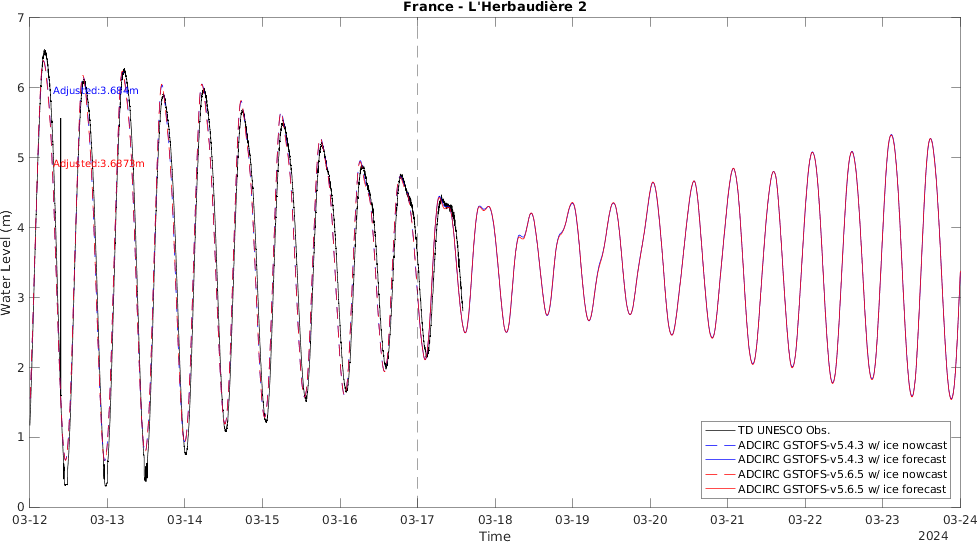 France - L'Herbaudière 2
7
6
5
4
3
2
1
0
Water Level (m)
Adjusted:3.684m
Adjusted:3.6873m
TD UNESCO Obs.
ADCIRC GSTOFS-v5.4.3 w/ ice nowcast
ADCIRC GSTOFS-v5.4.3 w/ ice forecast
ADCIRC GSTOFS-v5.6.5 w/ ice nowcast
ADCIRC GSTOFS-v5.6.5 w/ ice forecast
03-12 03-13 03-14 03-15 03-16 03-17 03-18 03-19 03-20 03-21 03-22 03-23 03-24
Time
2024